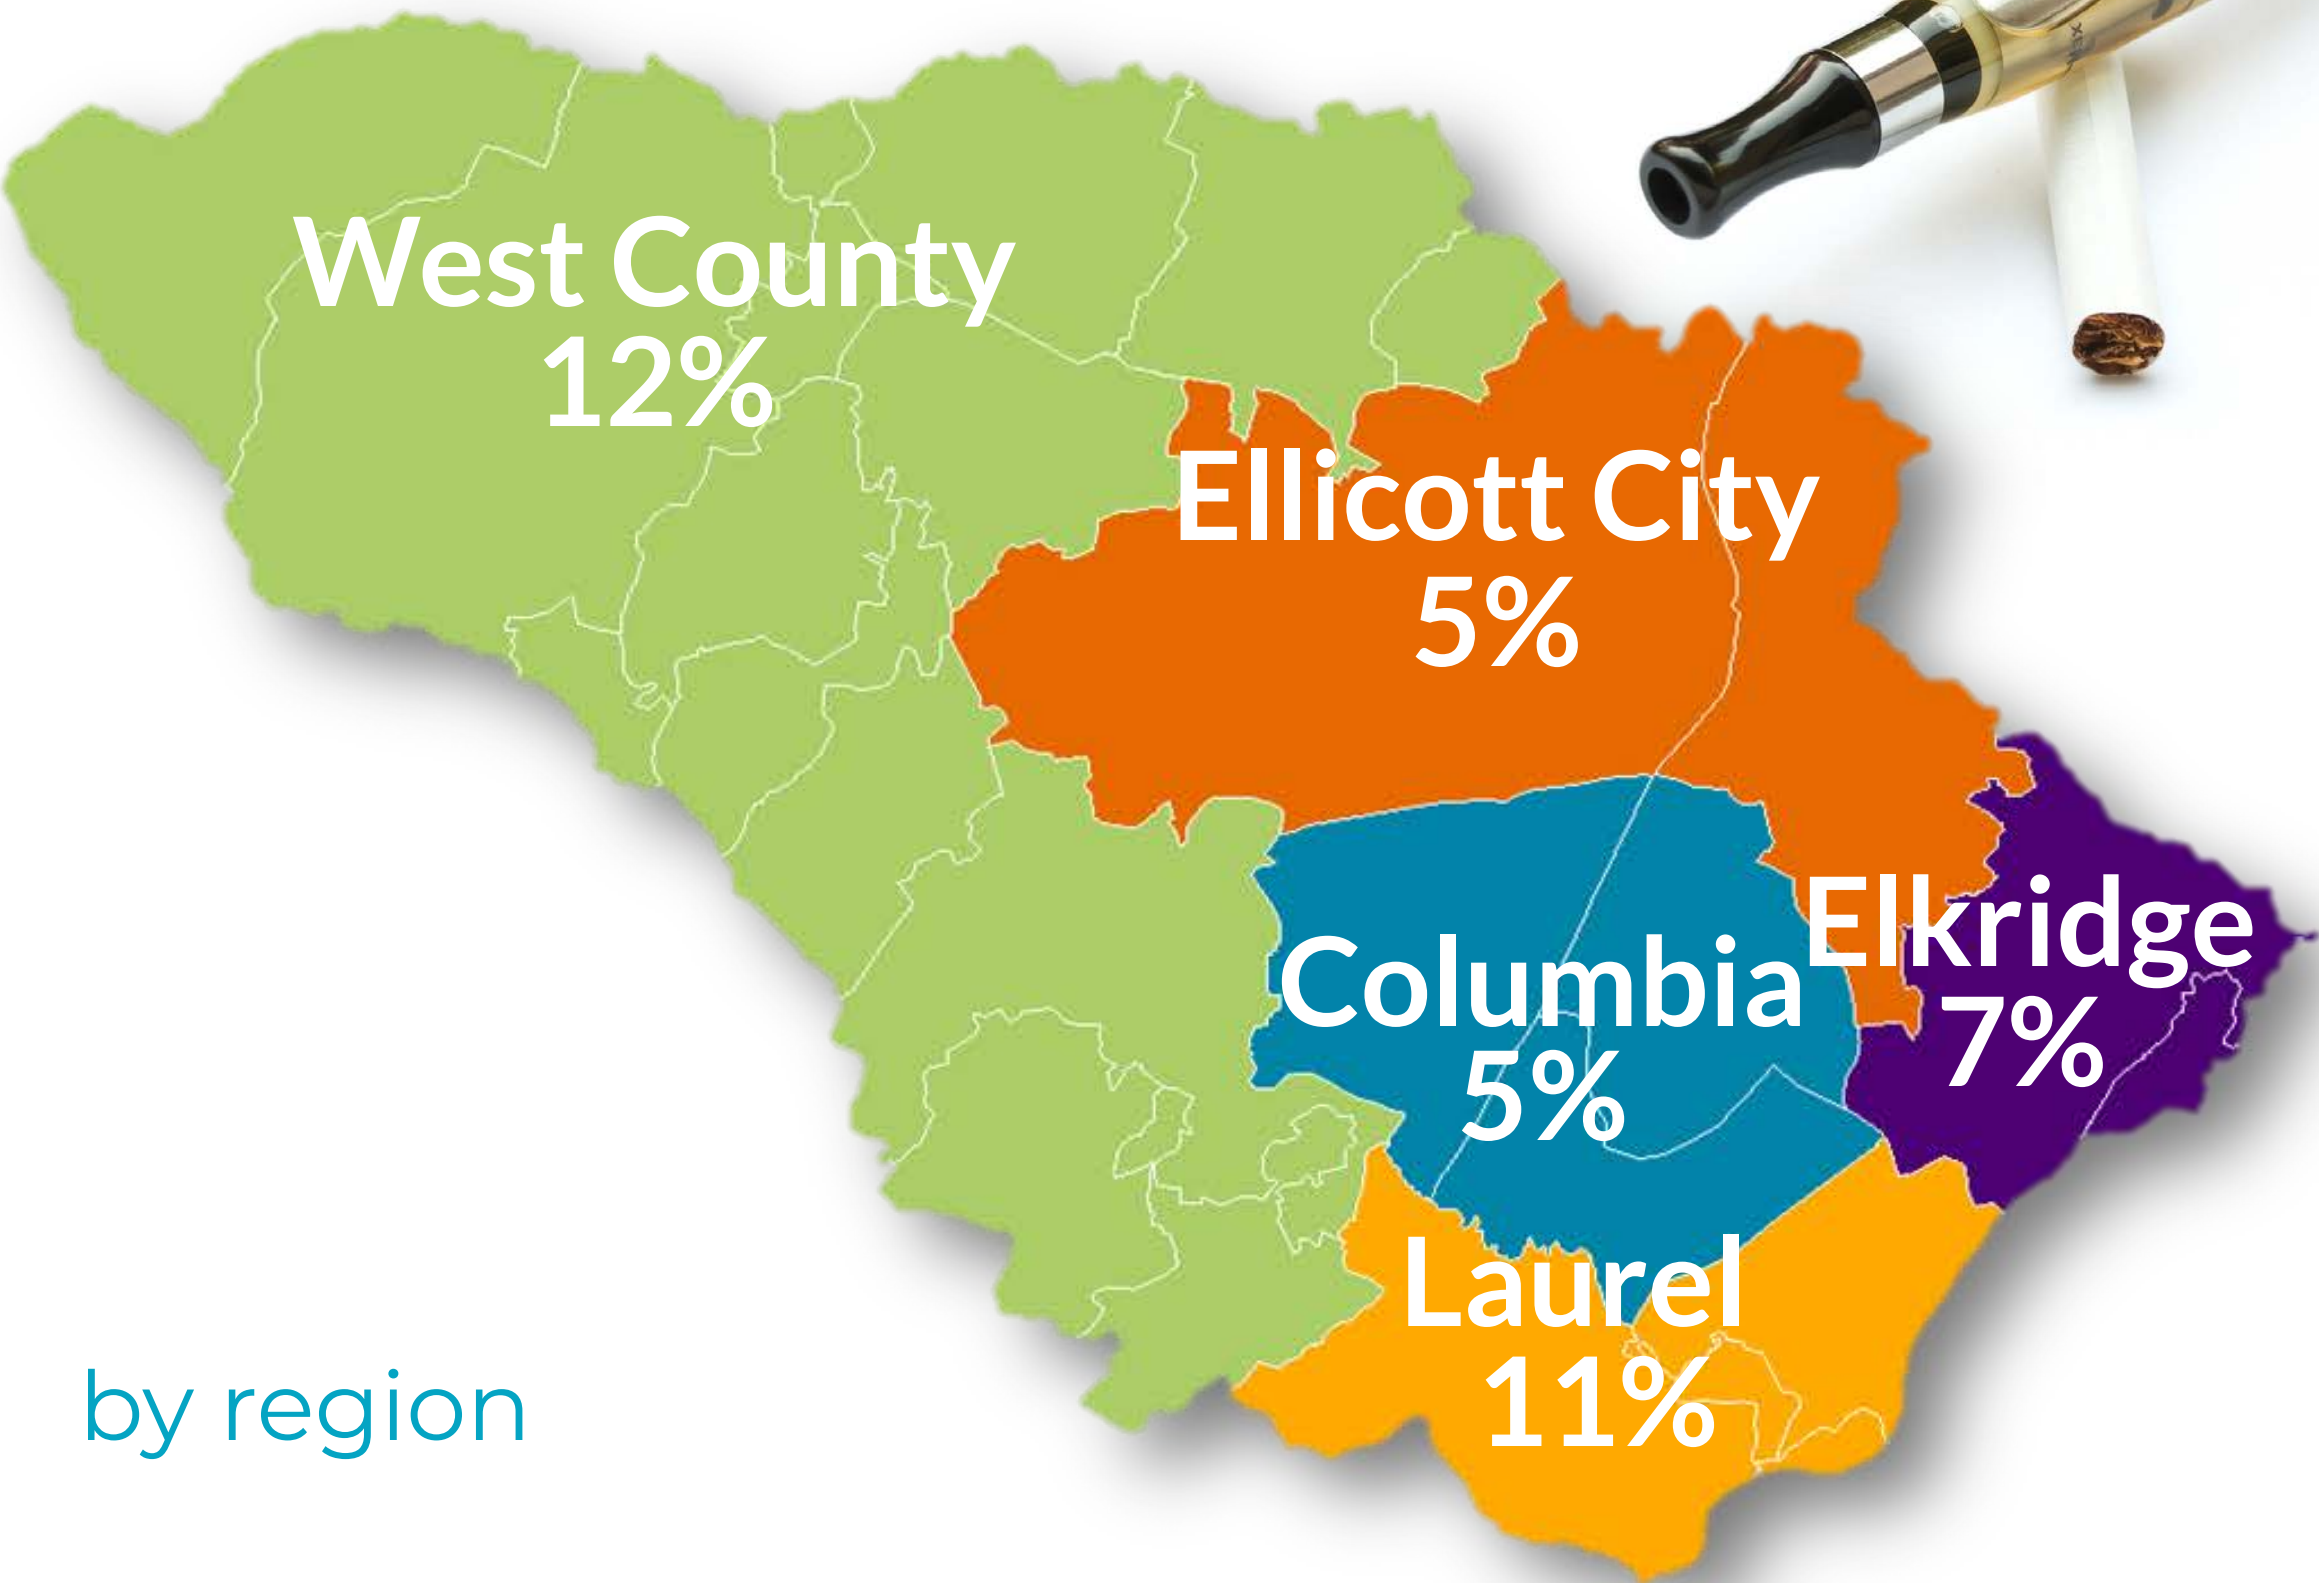 West County
12%
Ellicott City
5%
Elkridge
7%
Columbia
5%
Laurel
11%
by region